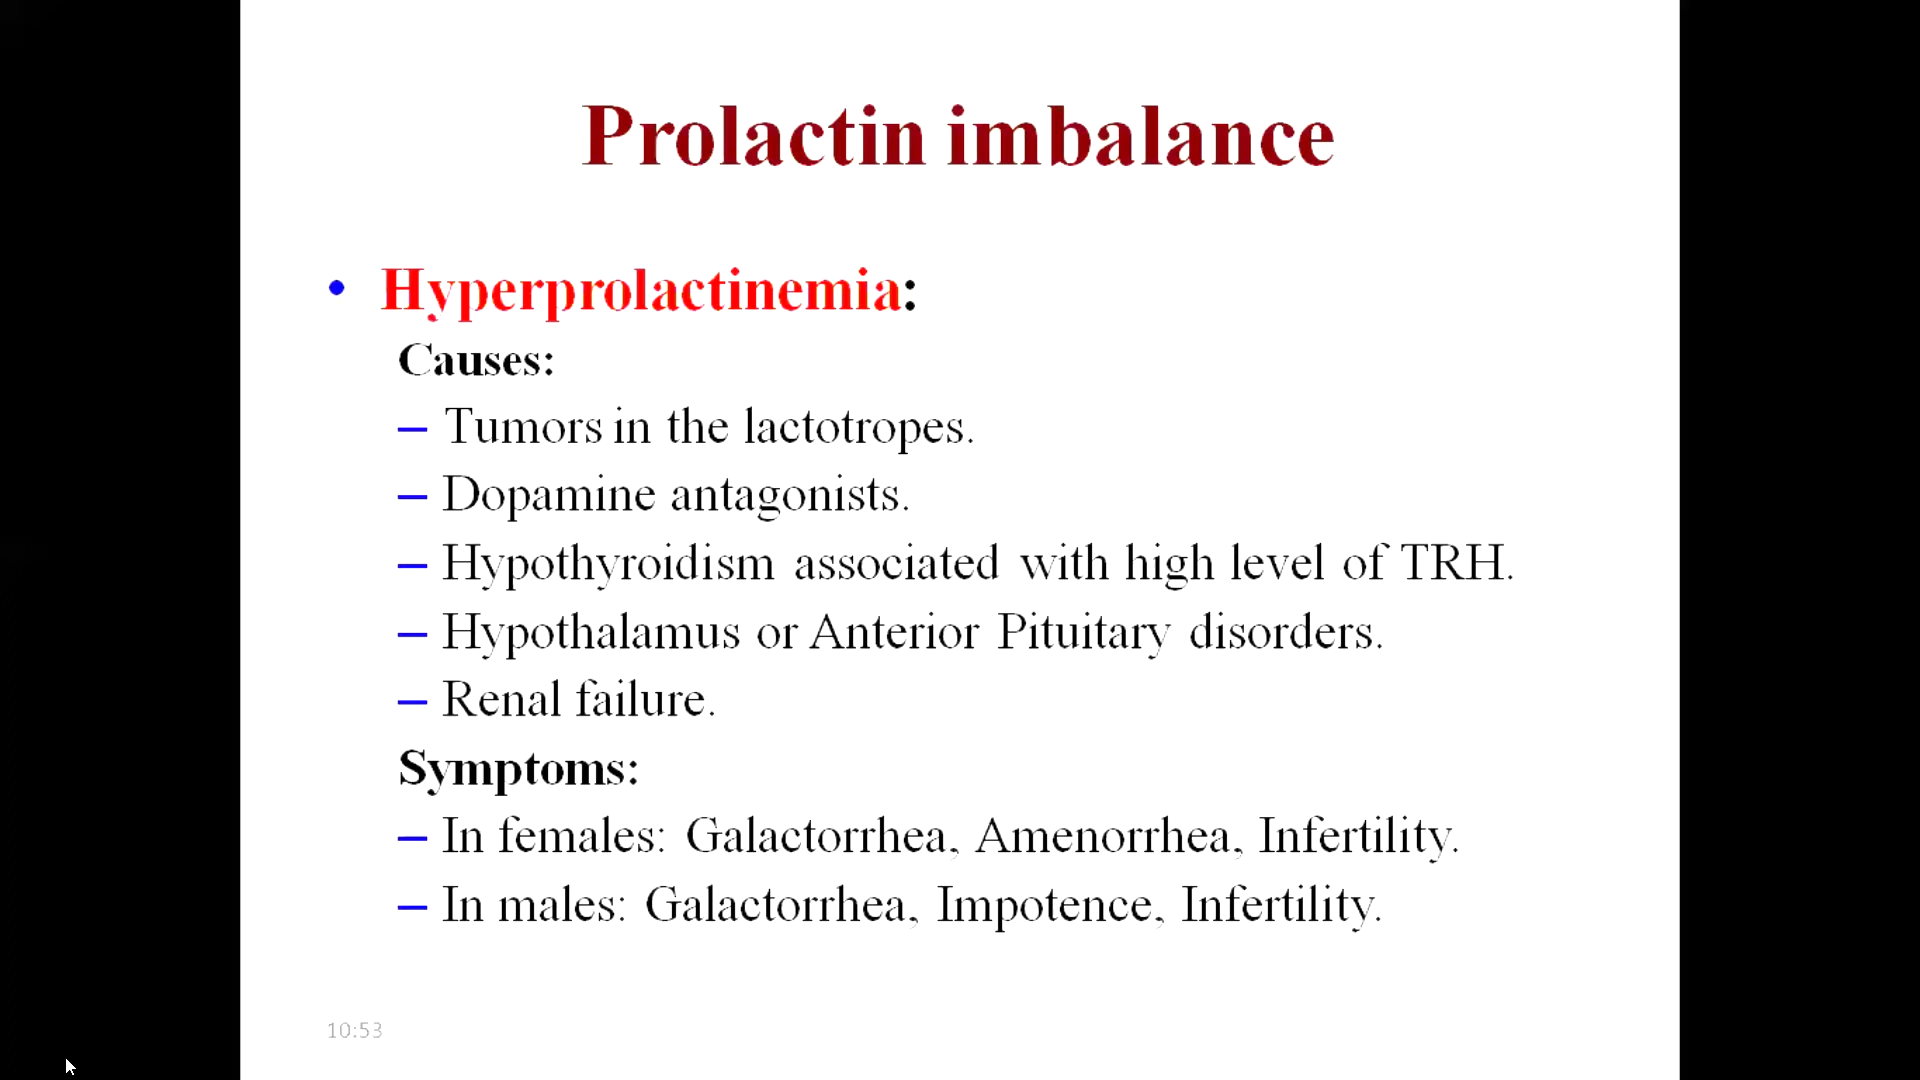 Prolactin imbalance
• Hyperprolactinemia:
Causes:
– Tumors in the lactotropes.
– Dopamine antagonists.
– Hypothyroidism associated with high level of TRH.
– Hypothalamus or Anterior Pituitary disorders.
– Renal failure.
Symptoms:
– In females: Galactorrhea, Amenorrhea, Infertility.
– In males: Galactorrhea, Impotence, Infertility.
10:53